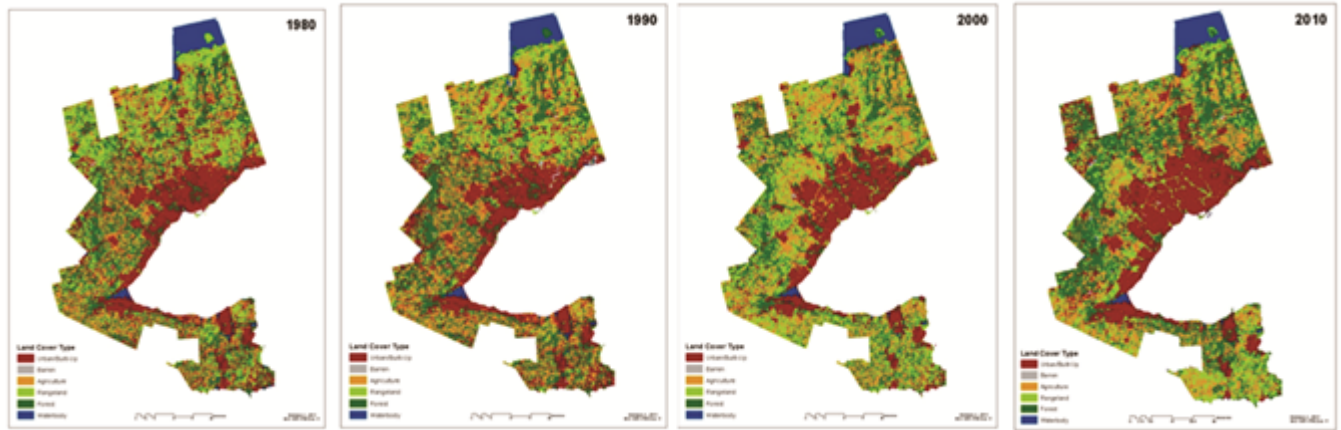 1980
Land Cover Type
Urban/Built-up
Barren
Agriculture
Rangeland
Forest
Waterbody
1990
Land Cover Type
Urban/Built-up
Barren
Agriculture
Rangeland
Forest
Waterbody
2000
Land Cover Type
Urban/Built-up
Barren
Agriculture
Rangeland
Forest
Waterbody
2010
Land Cover Type
Urban/Built-up
Barren
Agriculture
Rangeland
Forest
Waterbody